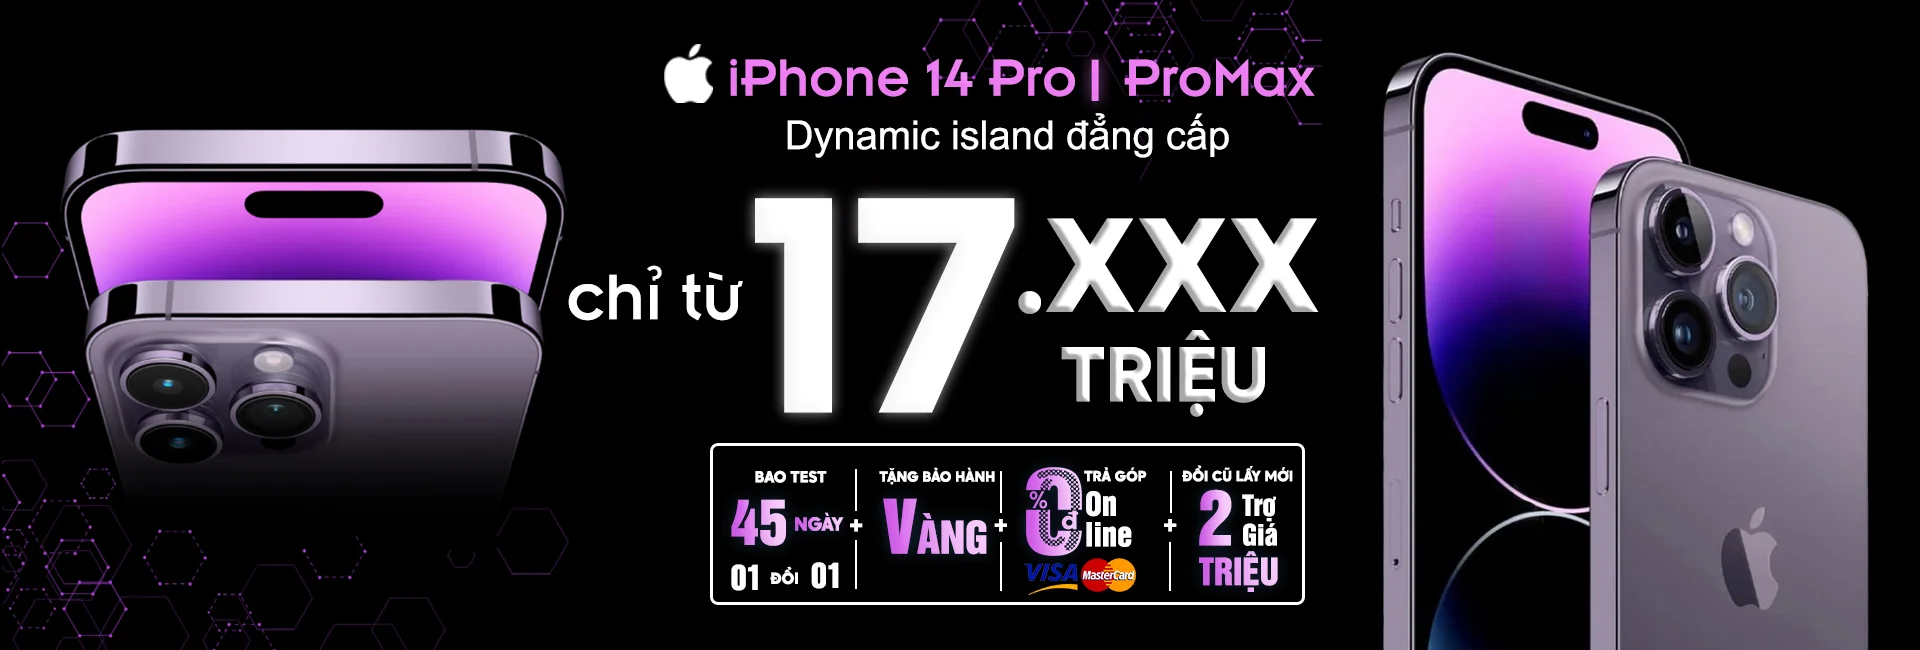 iPhone 14 Pro | ProMax
Dynamic island đẳng cấp
chỉ từ 17.XXX
TRIỆU
BAO TEST
45 NGÀY
01 ĐỔI 01
+
TẶNG BẢO HÀNH
VÀNG
+
0% đ
TRẢ GÓP
On
line
VISA MasterCard
+
ĐỔI CŨ LẤY MỚI
2 Trợ
Giá
TRIỆU